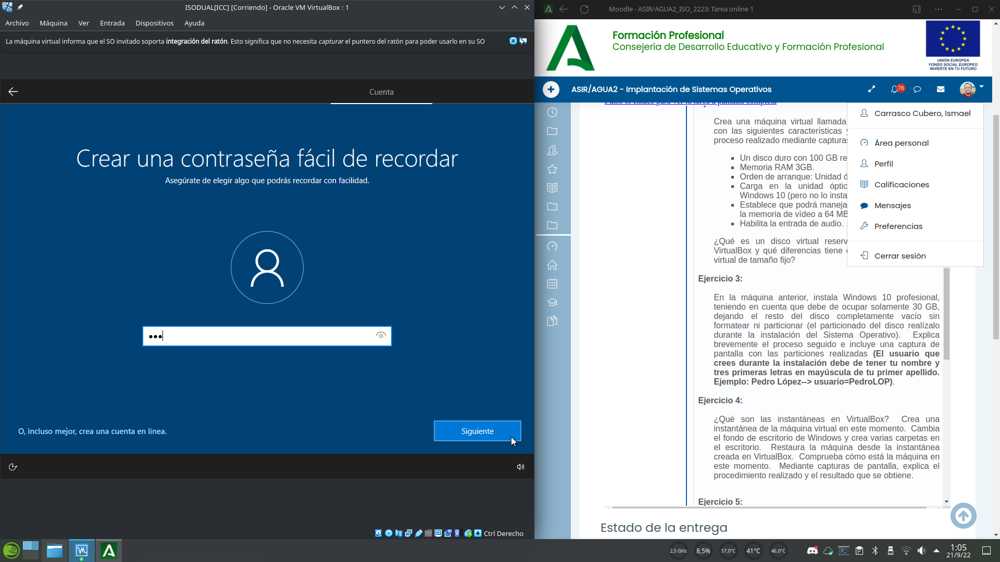 ISODUAL[ICC] [Corriendo] - Oracle VM VirtualBox : 1
Archivo Máquina Ver Entrada Dispositivos Ayuda
La máquina virtual informa que el SO invitado soporta integración del ratón. Esto significa que no necesita capturar el puntero del ratón para poder usarlo en su SO
Cuenta
Crear una contraseña fácil de recordar
Asegúrate de elegir algo que podrás recordar con facilidad.
O, incluso mejor, crea una cuenta en línea.
Siguiente
Ctrl Derecho
Moodle - ASIR/AGUA2_ISO_2223: Tarea online 1
Formación Profesional
Consejería de Desarrollo Educativo y Formación Profesional
UNIÓN EUROPEA
FONDO SOCIAL EUROPEO
INVIERTE EN TU FUTURO
ASIR/AGUA2 - Implantación de Sistemas Operativos
76
Pulse el enlace para ver la tarea a pantalla completa
Carrasco Cubero, Ismael
Área personal
Perfil
Calificaciones
Mensajes
Preferencias
Cerrar sesión
Crea una máquina virtual llamada
con las siguientes características y
proceso realizado mediante capturas
Un disco duro con 100 GB re
Memoria RAM 3GB.
Orden de arranque: Unidad ó
Carga en la unidad óptic
Windows 10 (pero no lo insta
Establece que podrá maneja
la memoria de vídeo a 64 MB
Habilita la entrada de audio.
¿Qué es un disco virtual reserv
VirtualBox y qué diferencias tiene
virtual de tamaño fijo?
Ejercicio 3:
En la máquina anterior, instala Windows 10 profesional,
teniendo en cuenta que debe de ocupar solamente 30 GB,
dejando el resto del disco completamente vacío sin
formatear ni particionar (el particionado del disco realízalo
durante la instalación del Sistema Operativo). Explica
brevemente el proceso seguido e incluye una captura de
pantalla con las particiones realizadas (El usuario que
crees durante la instalación debe de tener tu nombre y
tres primeras letras en mayúscula de tu primer apellido.
Ejemplo: Pedro López--> usuario=PedroLOP).
Ejercicio 4:
¿Qué son las instantáneas en VirtualBox? Crea una
instantánea de la máquina virtual en este momento. Cambia
el fondo de escritorio de Windows y crea varias carpetas en
el escritorio. Restaura la máquina desde la instantánea
creada en VirtualBox. Comprueba cómo está la máquina en
este momento. Mediante capturas de pantalla, explica el
procedimiento realizado y el resultado que se obtiene.
Ejercicio 5:
Estado de la entrega
2,5 GHz 8,5% 57,0°C 41°C 46,0°C
1:05
21/9/22